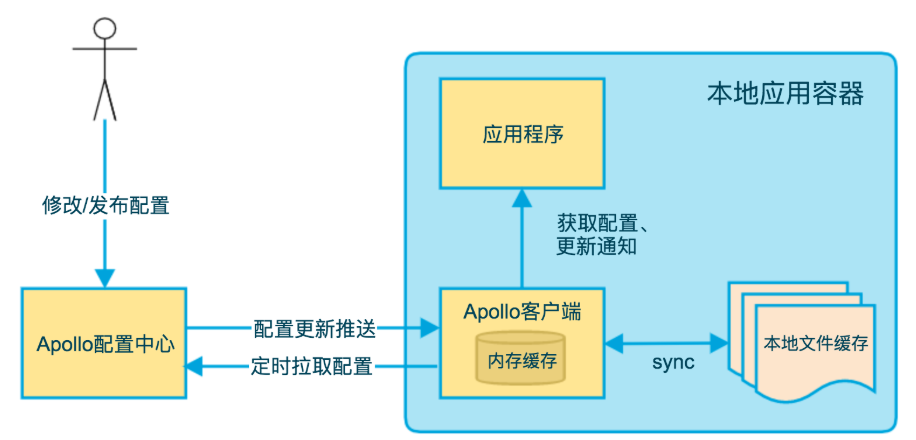 本地应用容器
应用程序
修改/发布配置
获取配置、
更新通知
Apollo配置中心
配置更新推送
定时拉取配置
Apollo客户端
内存缓存
sync
本地文件缓存